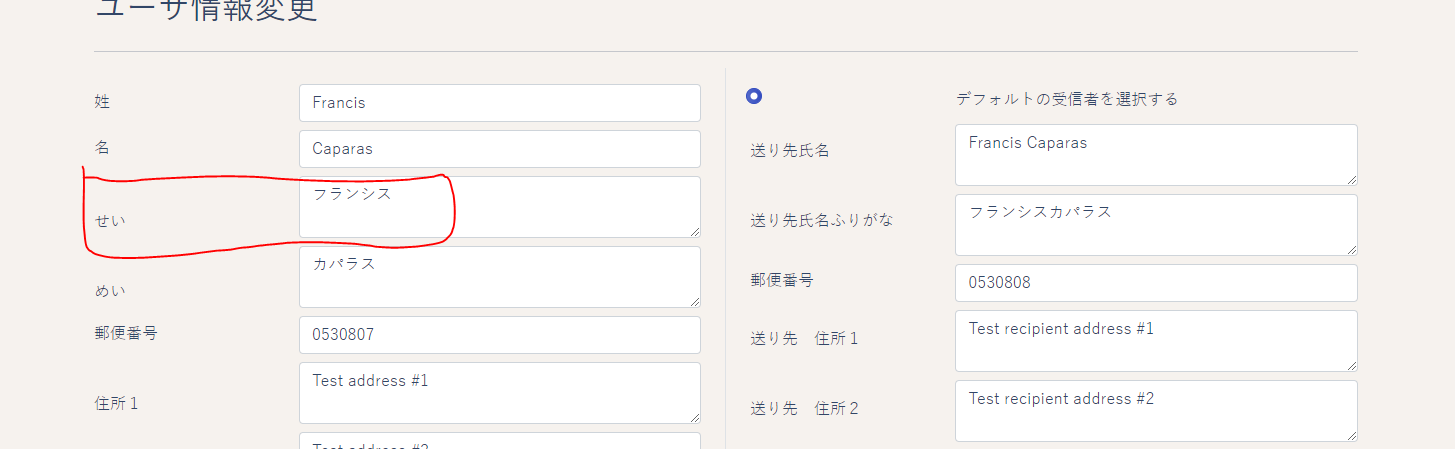 ユーザ情報変更
姓
Francis
名
Caparas
せい
フランシス
めい
カパラス
郵便番号
0530807
住所１
Test address #1
Test address #2
デフォルトの受信者を選択する
送り先氏名
Francis Caparas
送り先氏名ふりがな
フランシスカパラス
郵便番号
0530808
送り先　住所１
Test recipient address #1
送り先　住所２
Test recipient address #2